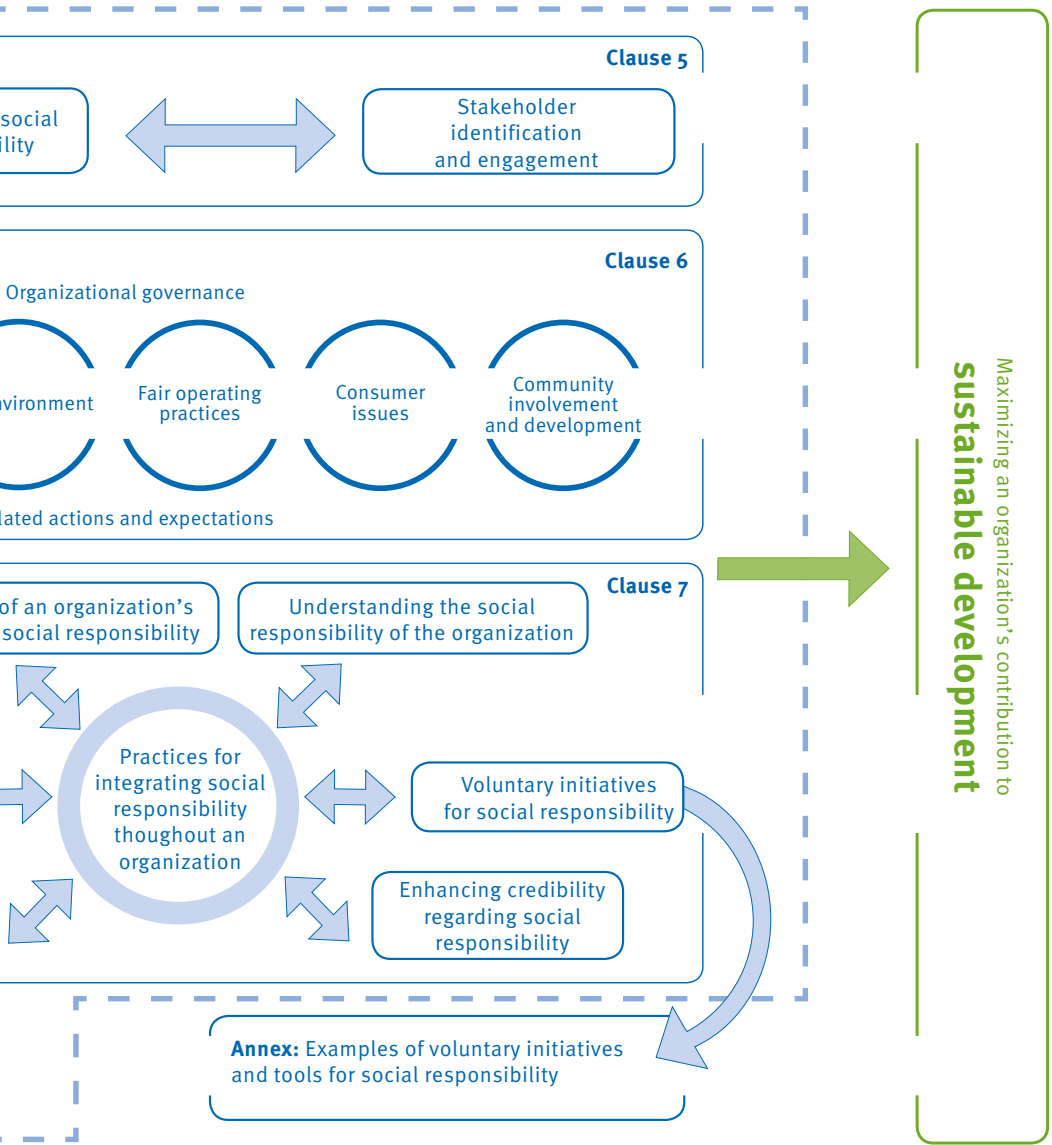 Clause 5
social
ility
Stakeholder
identification
and engagement
Clause 6
Organizational governance
nvironment
Fair operating
practices
Consumer
issues
Community
involvement
and development
lated actions and expectations
Clause 7
of an organization’s
social responsibility
Understanding the social
responsibility of the organization
Practices for
integrating social
responsibility
thoughout an
organization
Voluntary initiatives
for social responsibility
Enhancing credibility
regarding social
responsibility
Annex: Examples of voluntary initiatives
and tools for social responsibility
Maximizing an organization’s contribution to
sustainable development